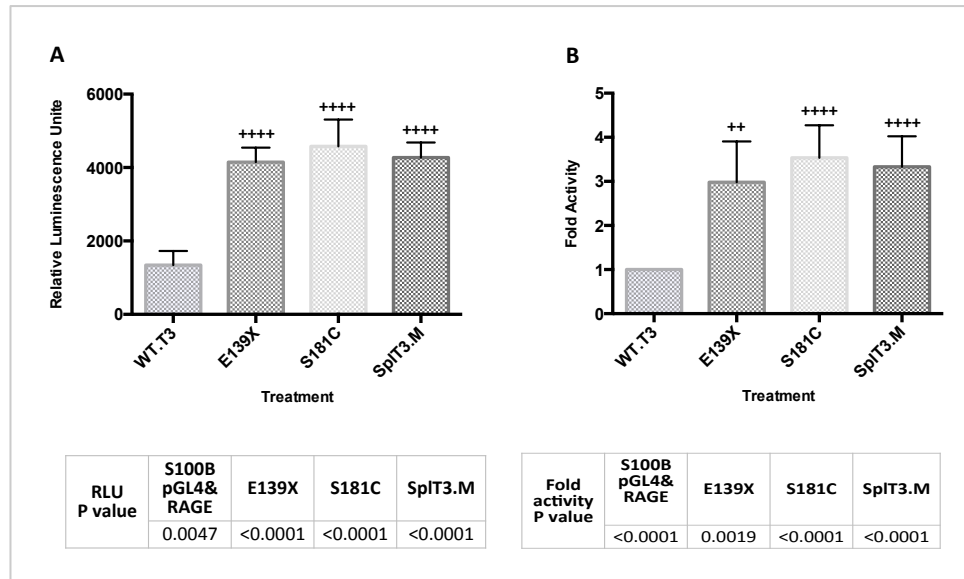 A
Relative Luminescence Unite
6000
4000
2000
0
++++
++++
++++
WT.T3
E139X
S181C
SplT3.M
Treatment
B
Fold Activity
5
4
3
2
1
0
++
++++
++++
WT.T3
E139X
S181C
SplT3.M
Treatment
RLU
P value
S100B
pGL4&
RAGE
E139X
S181C
SplT3.M
0.0047
<0.0001
<0.0001
<0.0001
Fold
activity
P value
S100B
pGL4&
RAGE
E139X
S181C
SplT3.M
<0.0001
0.0019
<0.0001
<0.0001